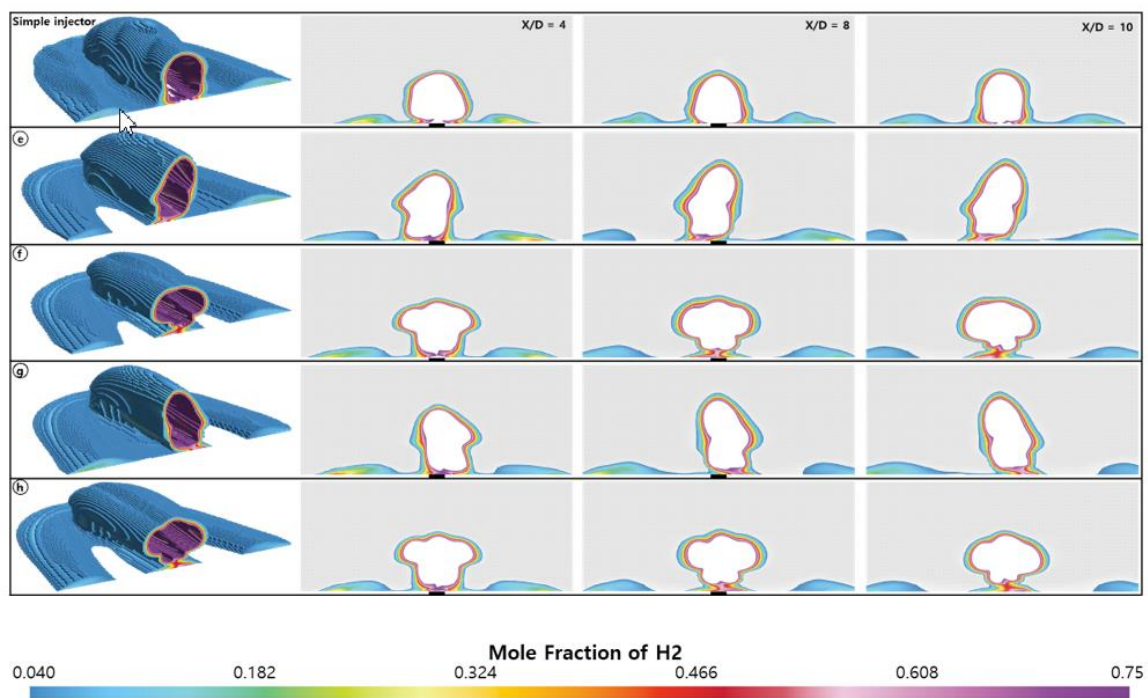 Simple injector X/D = 4 X/D = 8 X/D = 10
ⓔ
ⓕ
ⓖ
ⓗ
Mole Fraction of H2
0.040 0.182 0.324 0.466 0.608 0.75